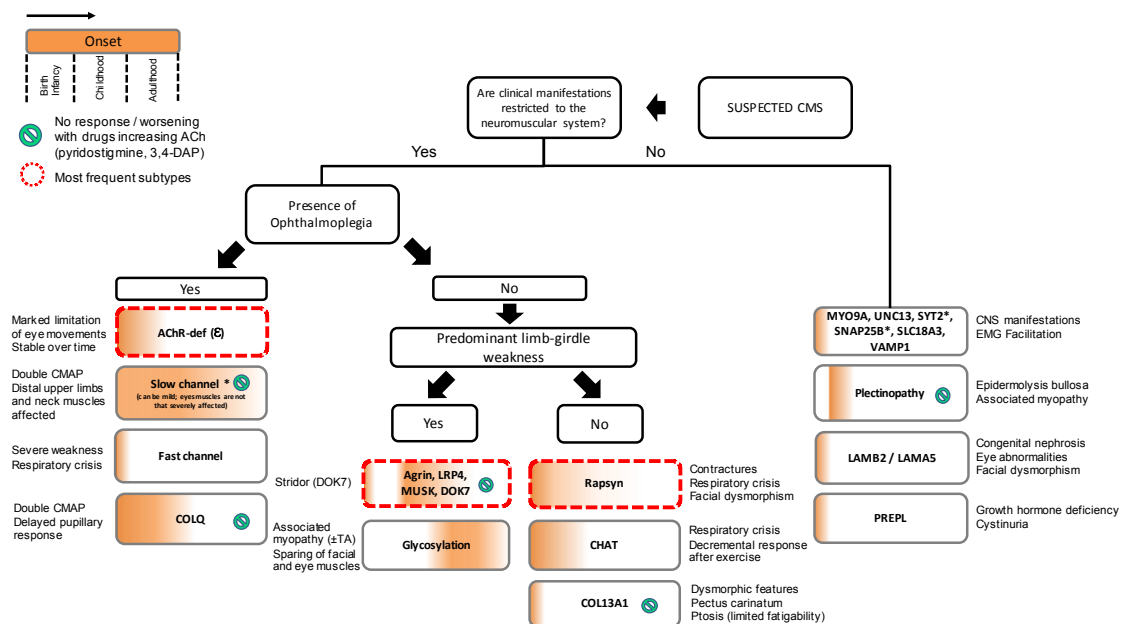 Onset
Birth
Infancy
Childhood
Adulthood
No response / worsening
with drugs increasing ACh
(pyridostigmine, 3,4-DAP)
Most frequent subtypes
Are clinical manifestations
restricted to the
neuromuscular system?
SUSPECTED CMS
Yes
No
Presence of
Ophthalmoplegia
Yes
No
Predominant limb-girdle
weakness
Yes
No
Marked limitation
of eye movements
Stable over time
AChR-def (ε)
Double CMAP
Distal upper limbs
and neck muscles
affected
Slow channel *
(can be mild; eyes muscles are not
that severely affected)
Severe weakness
Respiratory crisis
Fast channel
Double CMAP
Delayed pupillary
response
COLQ
Stridor (DOK7)
Agrin, LRP4,
MUSK, DOK7
Associated
myopathy (±TA)
Sparing of facial
and eye muscles
Glycosylation
Rapsyn
Contractures
Respiratory crisis
Facial dysmorphism
CHAT
Respiratory crisis
Decremental response
after exercise
COL13A1
Dysmorphic features
Pectus carinatum
Ptosis (limited fatigability)
MYO9A, UNC13, SYT2*,
SNAP25B*, SLC18A3,
VAMP1
CNS manifestations
EMG Facilitation
Plectinopathy
Epidermolysis bullosa
Associated myopathy
LAMB2 / LAMA5
Congenital nephrosis
Eye abnormalities
Facial dysmorphism
PREPL
Growth hormone deficiency
Cystinuria